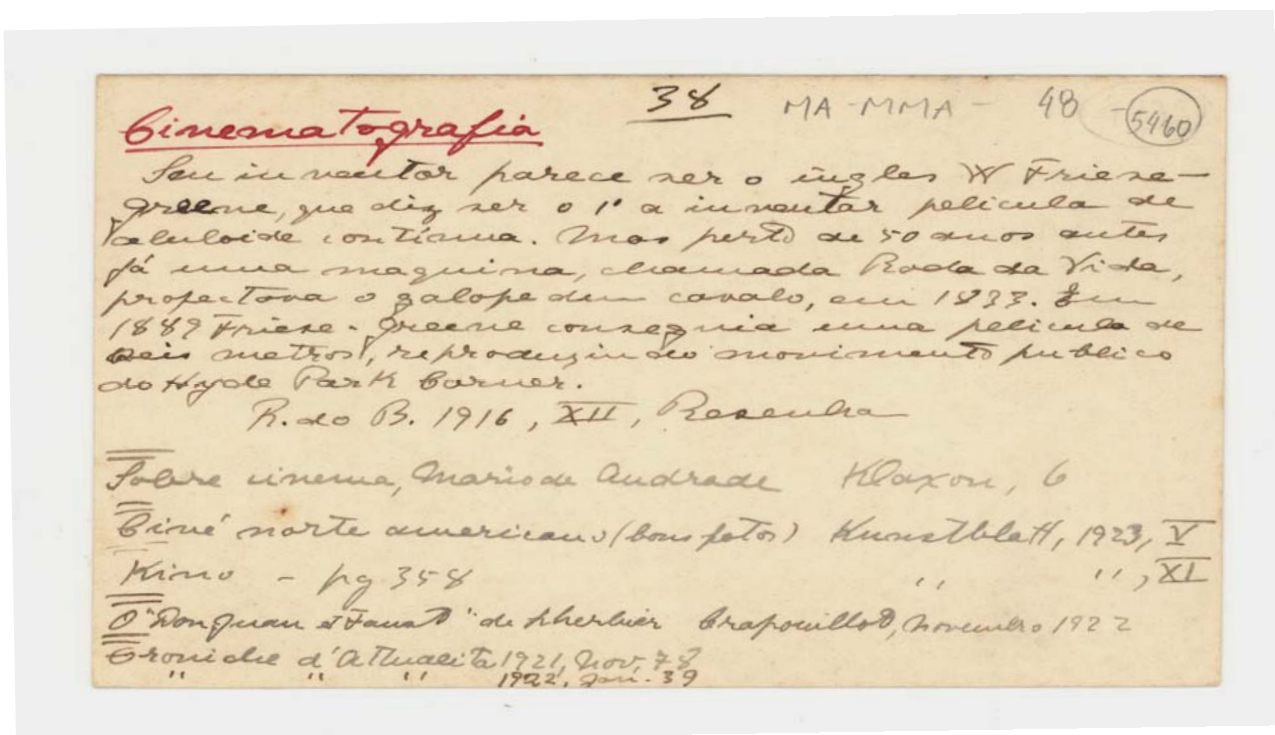 38 MA-MMA- 48 - 5460
Cinematografia
Seu inventor parece ser o ingles W Friese-
Greene, que diz ser o 1º a inventar pelicula de
celuloide contínua. Mas perto de 50 anos antes
já uma maquina, chamada Roda da Vida,
projectava o galope dum cavalo, em 1833. Em
1889 Friese-Greene conseguia uma pelicula de
seis metros, reproduzindo movimento publico
do Hyde Park Corner.
R. do B. 1916, XII, Resenha
Sobre cinema, Mario de Andrade Klaxon, 6
Ciné norte americano (bons fotos) Kunstblatt, 1923, V
Kino - pg 358 " ", XI
O "Don Juan et Faust" de Lherbier Crapouillot, novembro 1922
Croniche d'Attualità 1921, Nov, 78
" " " 1922, Jan. 39